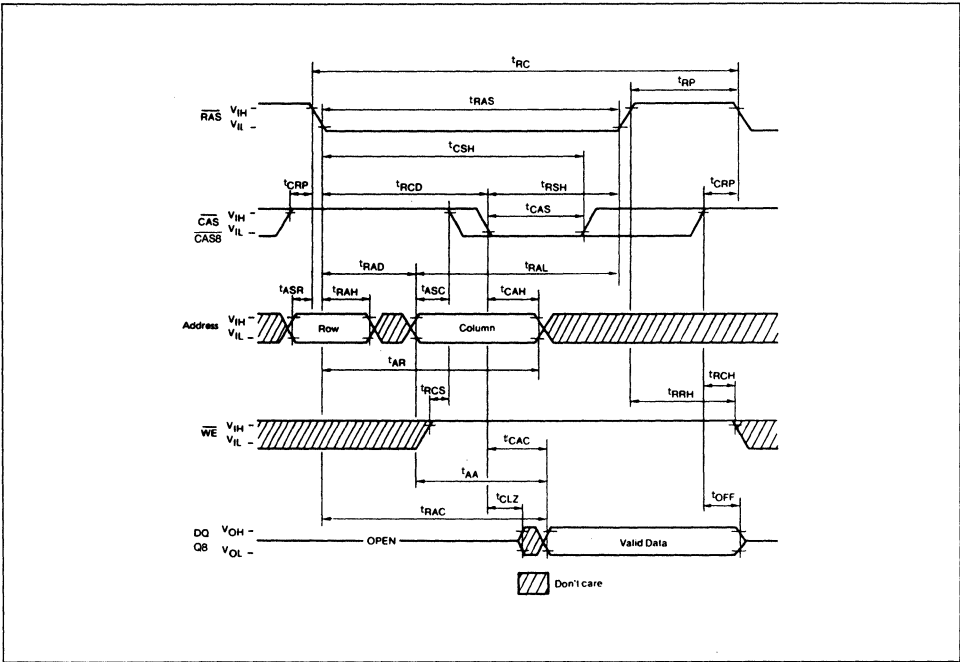 tRC
tRP
tRAS
RAS VIH
VIL
tCSH
tCRP tRCD tRSH tCRP
tCAS
CAS VIH
CAS8 VIL
tRAD tRAL
tASR tRAH tASC tCAH
Address VIH
VIL
Row Column
tAR
tRCS tRCH
tRRH
WE VIH
VIL
tCAC
tAA
tCLZ tOFF
tRAC
DQ VOH
Q8 VOL
OPEN Valid Data
Don't care